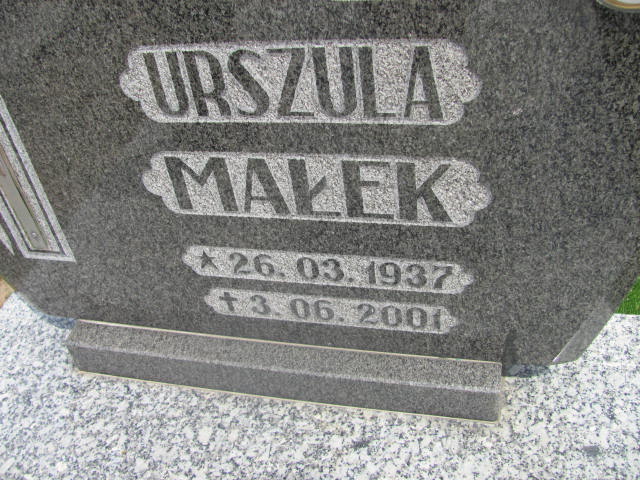 URSZULA
MAŁEK
★ 26. 03. 1937
✝ 3. 06. 2001